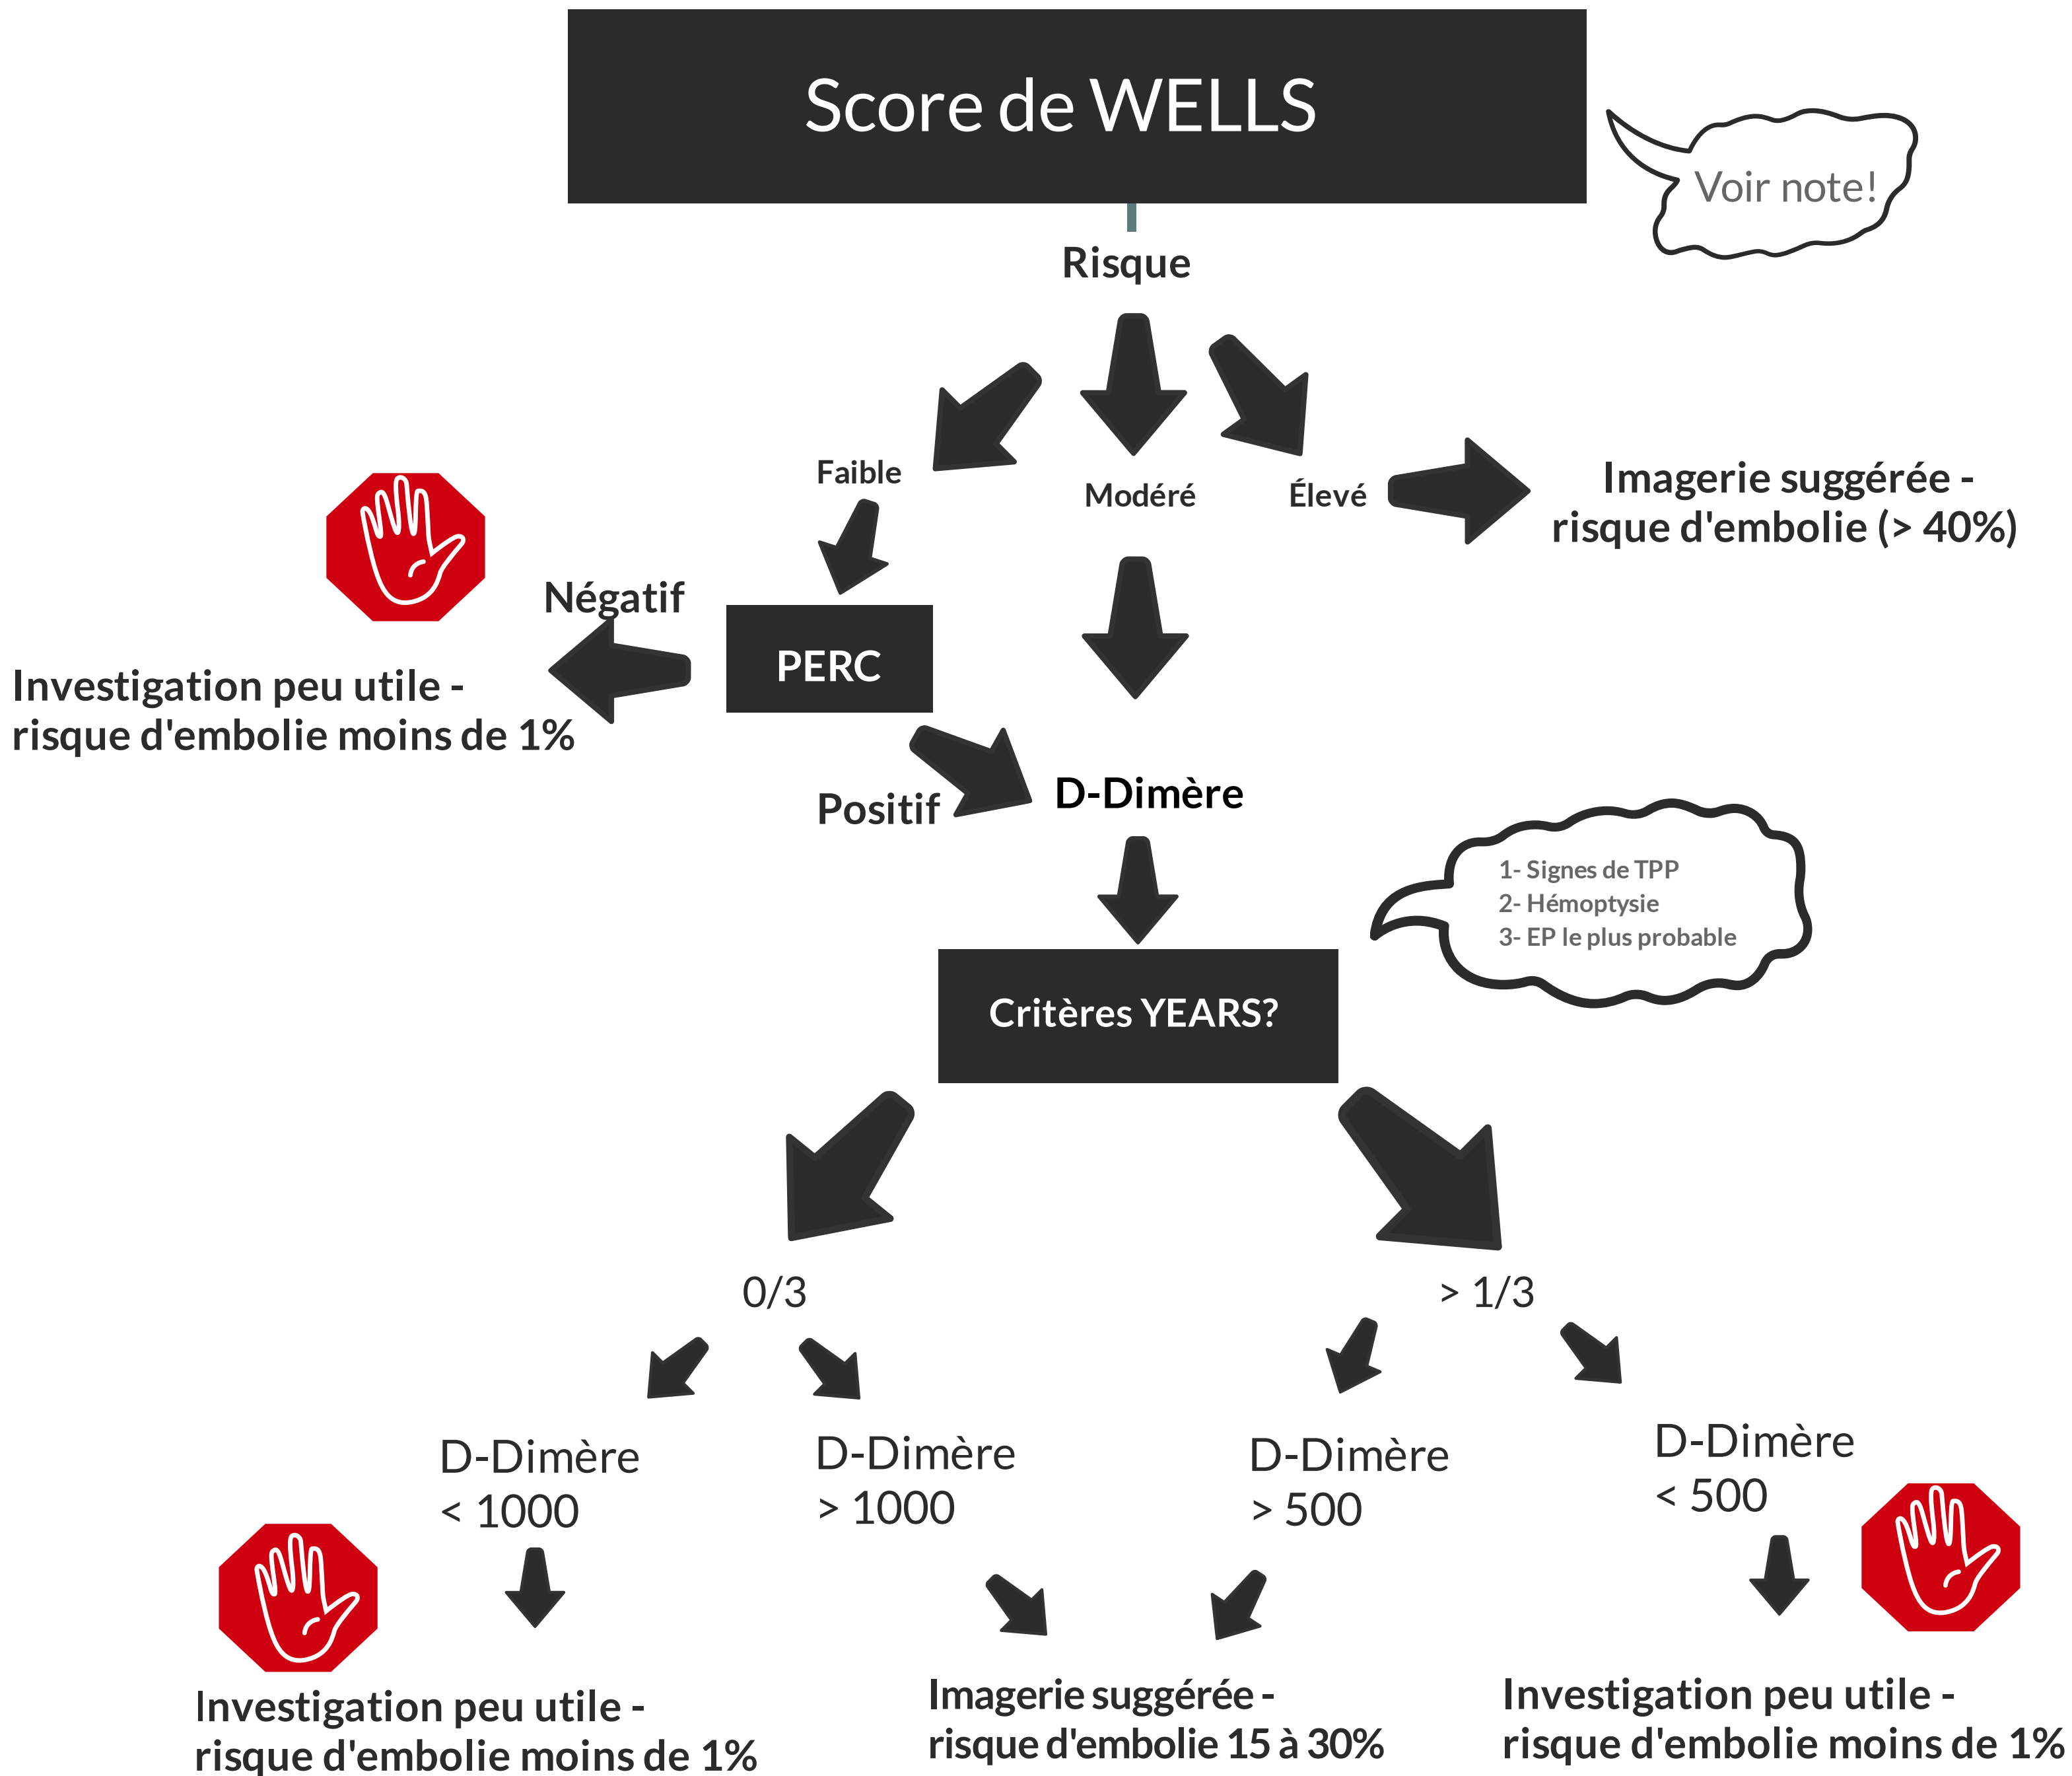 Score de WELLS
Voir note!
Risque
Faible
Modéré
Élevé
Imagerie suggérée -
risque d'embolie (> 40%)
Négatif
PERC
Investigation peu utile -
risque d'embolie moins de 1%
Positif
D-Dimère
1- Signes de TPP
2- Hémoptysie
3- EP le plus probable
Critères YEARS?
0/3
> 1/3
D-Dimère
< 1000
D-Dimère
> 1000
D-Dimère
> 500
D-Dimère
< 500
Investigation peu utile -
risque d'embolie moins de 1%
Imagerie suggérée -
risque d'embolie 15 à 30%
Investigation peu utile -
risque d'embolie moins de 1%